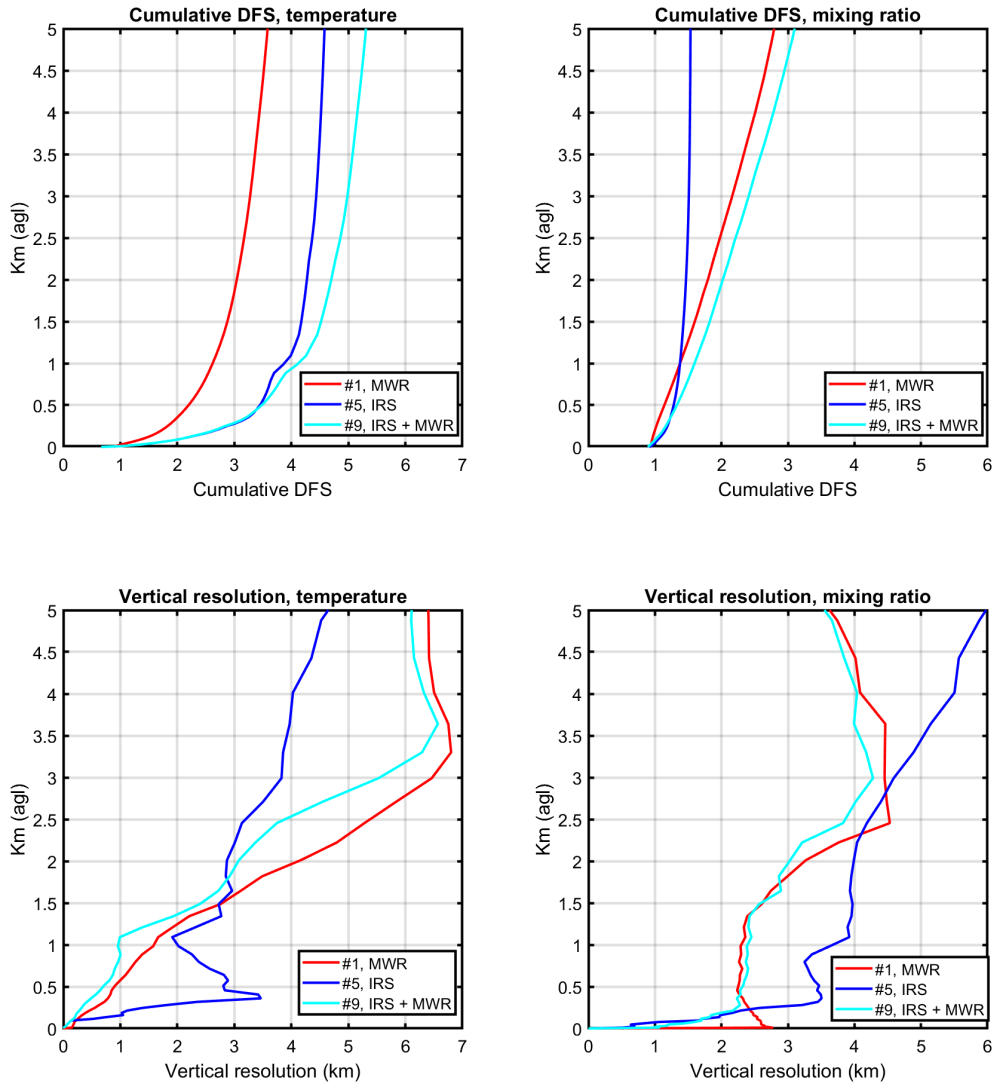 Cumulative DFS, temperature
5
4.5
4
3.5
3
2.5
2
1.5
1
0.5
0
Km (agl)
#1, MWR
#5, IRS
#9, IRS + MWR
0 1 2 3 4 5 6 7
Cumulative DFS
Cumulative DFS, mixing ratio
5
4.5
4
3.5
3
2.5
2
1.5
1
0.5
0
Km (agl)
#1, MWR
#5, IRS
#9, IRS + MWR
0 1 2 3 4 5 6
Cumulative DFS
Vertical resolution, temperature
5
4.5
4
3.5
3
2.5
2
1.5
1
0.5
0
Km (agl)
#1, MWR
#5, IRS
#9, IRS + MWR
0 1 2 3 4 5 6 7
Vertical resolution (km)
Vertical resolution, mixing ratio
5
4.5
4
3.5
3
2.5
2
1.5
1
0.5
0
Km (agl)
#1, MWR
#5, IRS
#9, IRS + MWR
0 1 2 3 4 5 6
Vertical resolution (km)